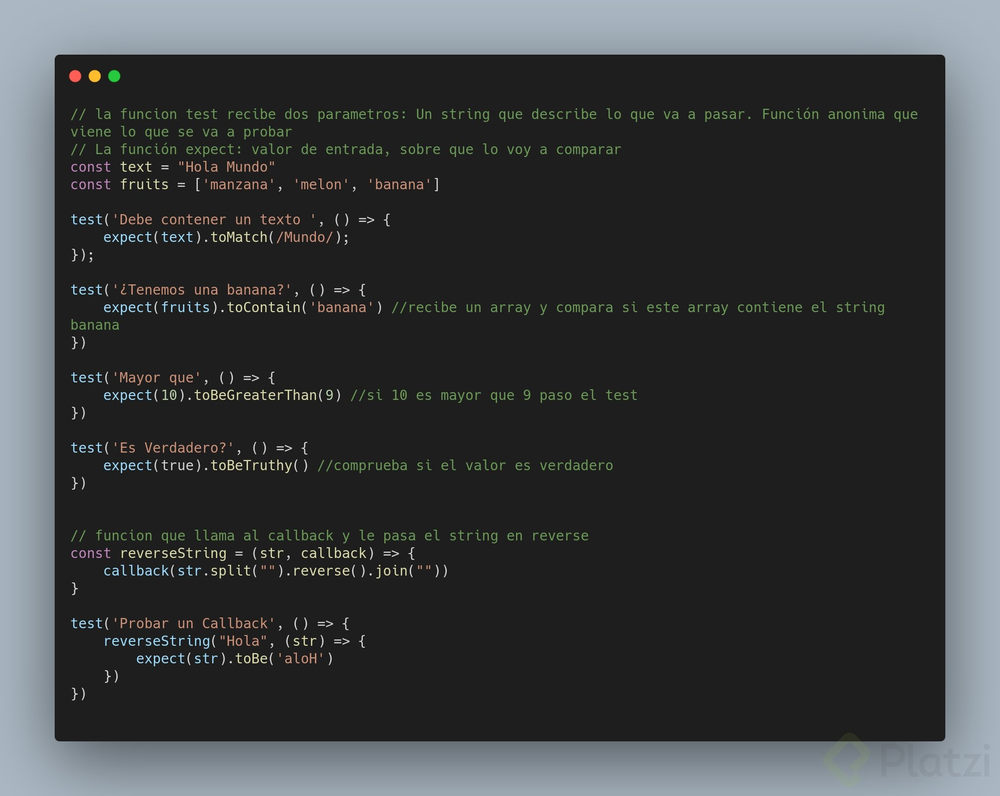 // la funcion test recibe dos parametros: Un string que describe lo que va a pasar. Función anonima que
viene lo que se va a probar
// La función expect: valor de entrada, sobre que lo voy a comparar
const text = "Hola Mundo"
const fruits = ['manzana', 'melon', 'banana']
test('Debe contener un texto ', () => {
    expect(text).toMatch(/Mundo/);
});
test('¿Tenemos una banana?', () => {
    expect(fruits).toContain('banana') //recibe un array y compara si este array contiene el string
banana
})
test('Mayor que', () => {
    expect(10).toBeGreaterThan(9) //si 10 es mayor que 9 paso el test
})
test('Es Verdadero?', () => {
    expect(true).toBeTruthy() //comprueba si el valor es verdadero
})
// funcion que llama al callback y le pasa el string en reverse
const reverseString = (str, callback) => {
    callback(str.split("").reverse().join(""))
}
test('Probar un Callback', () => {
    reverseString("Hola", (str) => {
        expect(str).toBe('aloH')
    })
})
Platzi